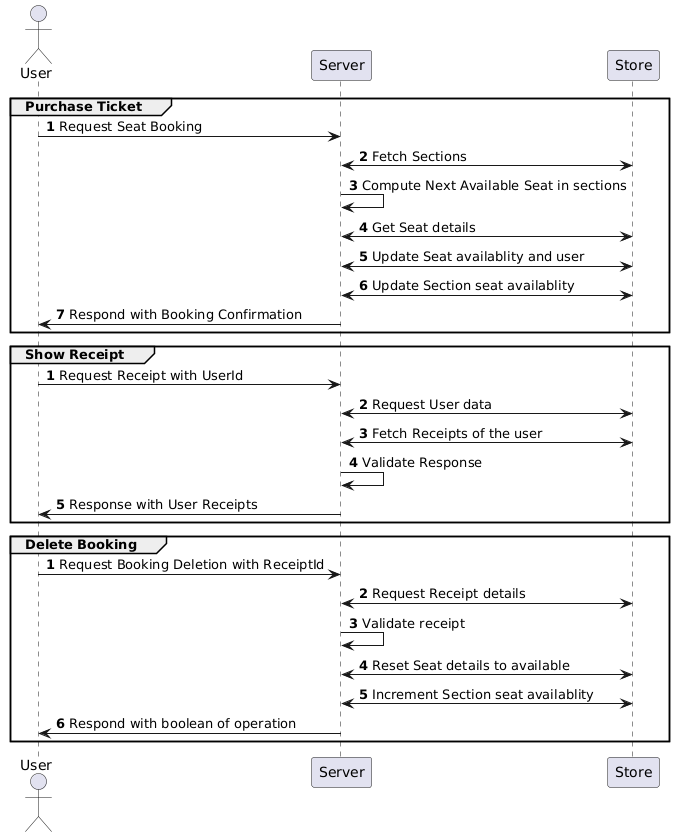 User
Server
Store
Purchase Ticket
1 Request Seat Booking
2 Fetch Sections
3 Compute Next Available Seat in sections
4 Get Seat details
5 Update Seat availablity and user
6 Update Section seat availablity
7 Respond with Booking Confirmation
Show Receipt
1 Request Receipt with UserId
2 Request User data
3 Fetch Receipts of the user
4 Validate Response
5 Response with User Receipts
Delete Booking
1 Request Booking Deletion with ReceiptId
2 Request Receipt details
3 Validate receipt
4 Reset Seat details to available
5 Increment Section seat availablity
6 Respond with boolean of operation
User
Server
Store